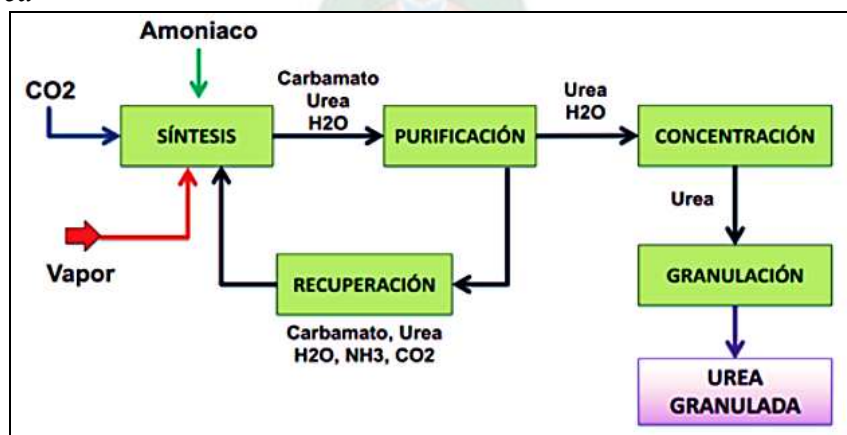 Amoniaco
CO2
SÍNTESIS
Carbamato
Urea
H2O
PURIFICACIÓN
Urea
H2O
CONCENTRACIÓN
Urea
Vapor
RECUPERACIÓN
GRANULACIÓN
Carbamato, Urea
H2O, NH3, CO2
UREA
GRANULADA